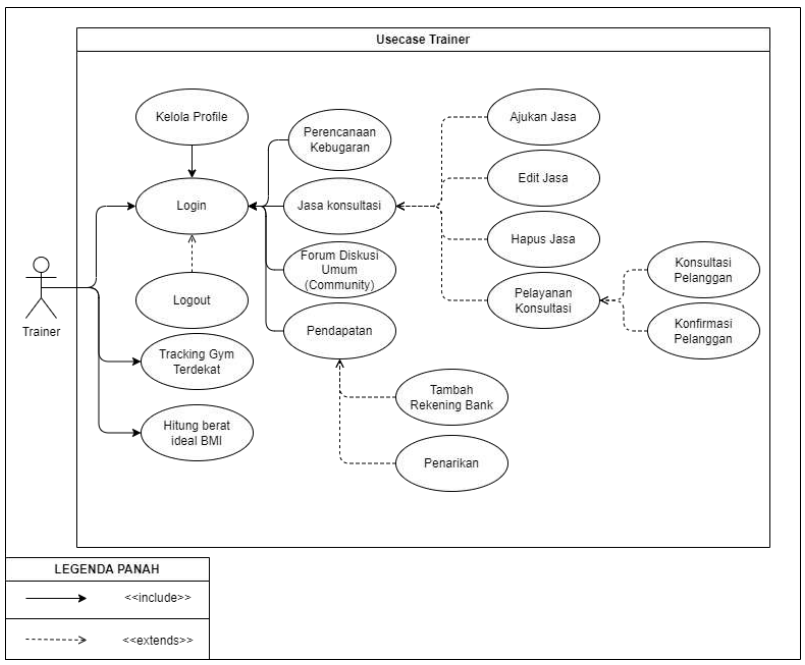 Usecase Trainer
Kelola Profile
Perencanaan
Kebugaran
Ajukan Jasa
Login
Jasa konsultasi
Edit Jasa
Hapus Jasa
Forum Diskusi
Umum
(Community)
Logout
Pelayanan
Konsultasi
Konsultasi
Pelanggan
Konfirmasi
Pelanggan
Trainer
Pendapatan
Tracking Gym
Terdekat
Tambah
Rekening Bank
Hitung berat
ideal BMI
Penarikan
LEGENDA PANAH
<<include>>
<<extends>>